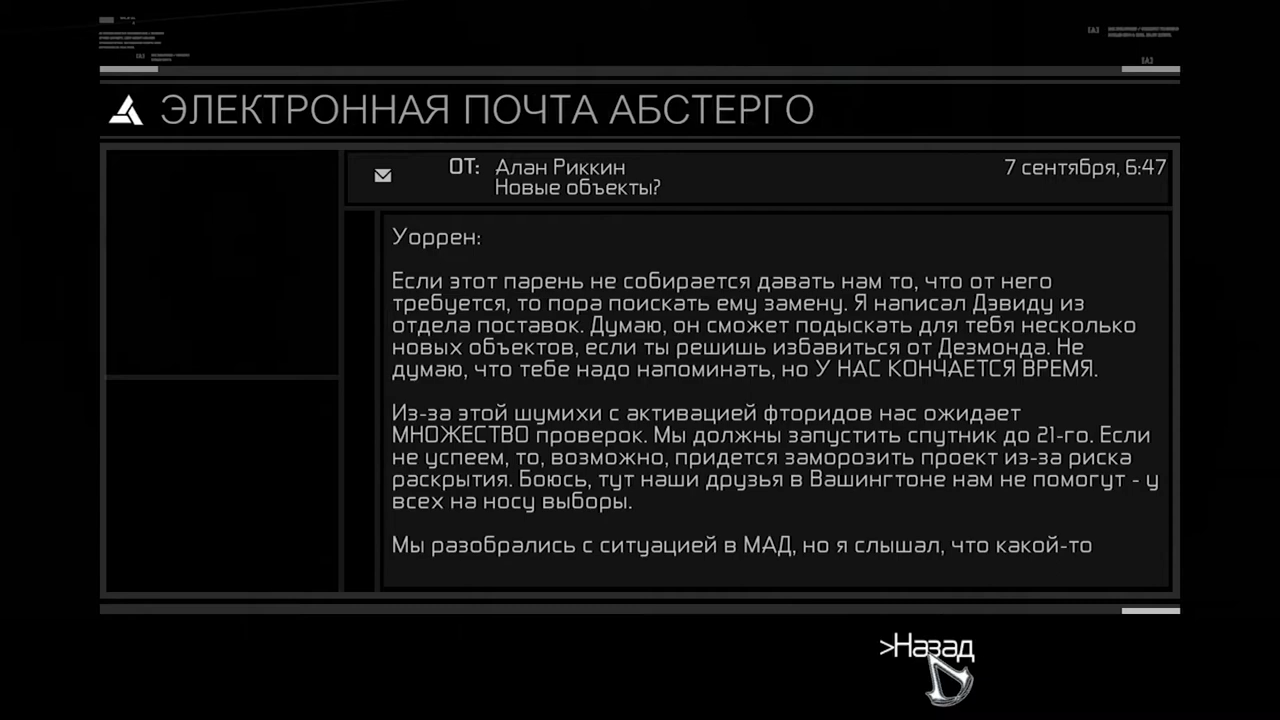 ЭЛЕКТРОННАЯ ПОЧТА АБСТЕРГО
ОТ: Алан Риккин 7 сентября, 6:47
Новые объекты?
Уоррен:
Если этот парень не собирается давать нам то, что от него
требуется, то пора поискать ему замену. Я написал Дэвиду из
отдела поставок. Думаю, он сможет подыскать для тебя несколько
новых объектов, если ты решишь избавиться от Дезмонда. Не
думаю, что тебе надо напоминать, но У НАС КОНЧАЕТСЯ ВРЕМЯ.
Из-за этой шумихи с активацией фторидов нас ожидает
МНОЖЕСТВО проверок. Мы должны запустить спутник до 21-го. Если
не успеем, то, возможно, придется заморозить проект из-за риска
раскрытия. Боюсь, тут наши друзья в Вашингтоне нам не помогут - у
всех на носу выборы.
Мы разобрались с ситуацией в МАД, но я слышал, что какой-то
>Назад